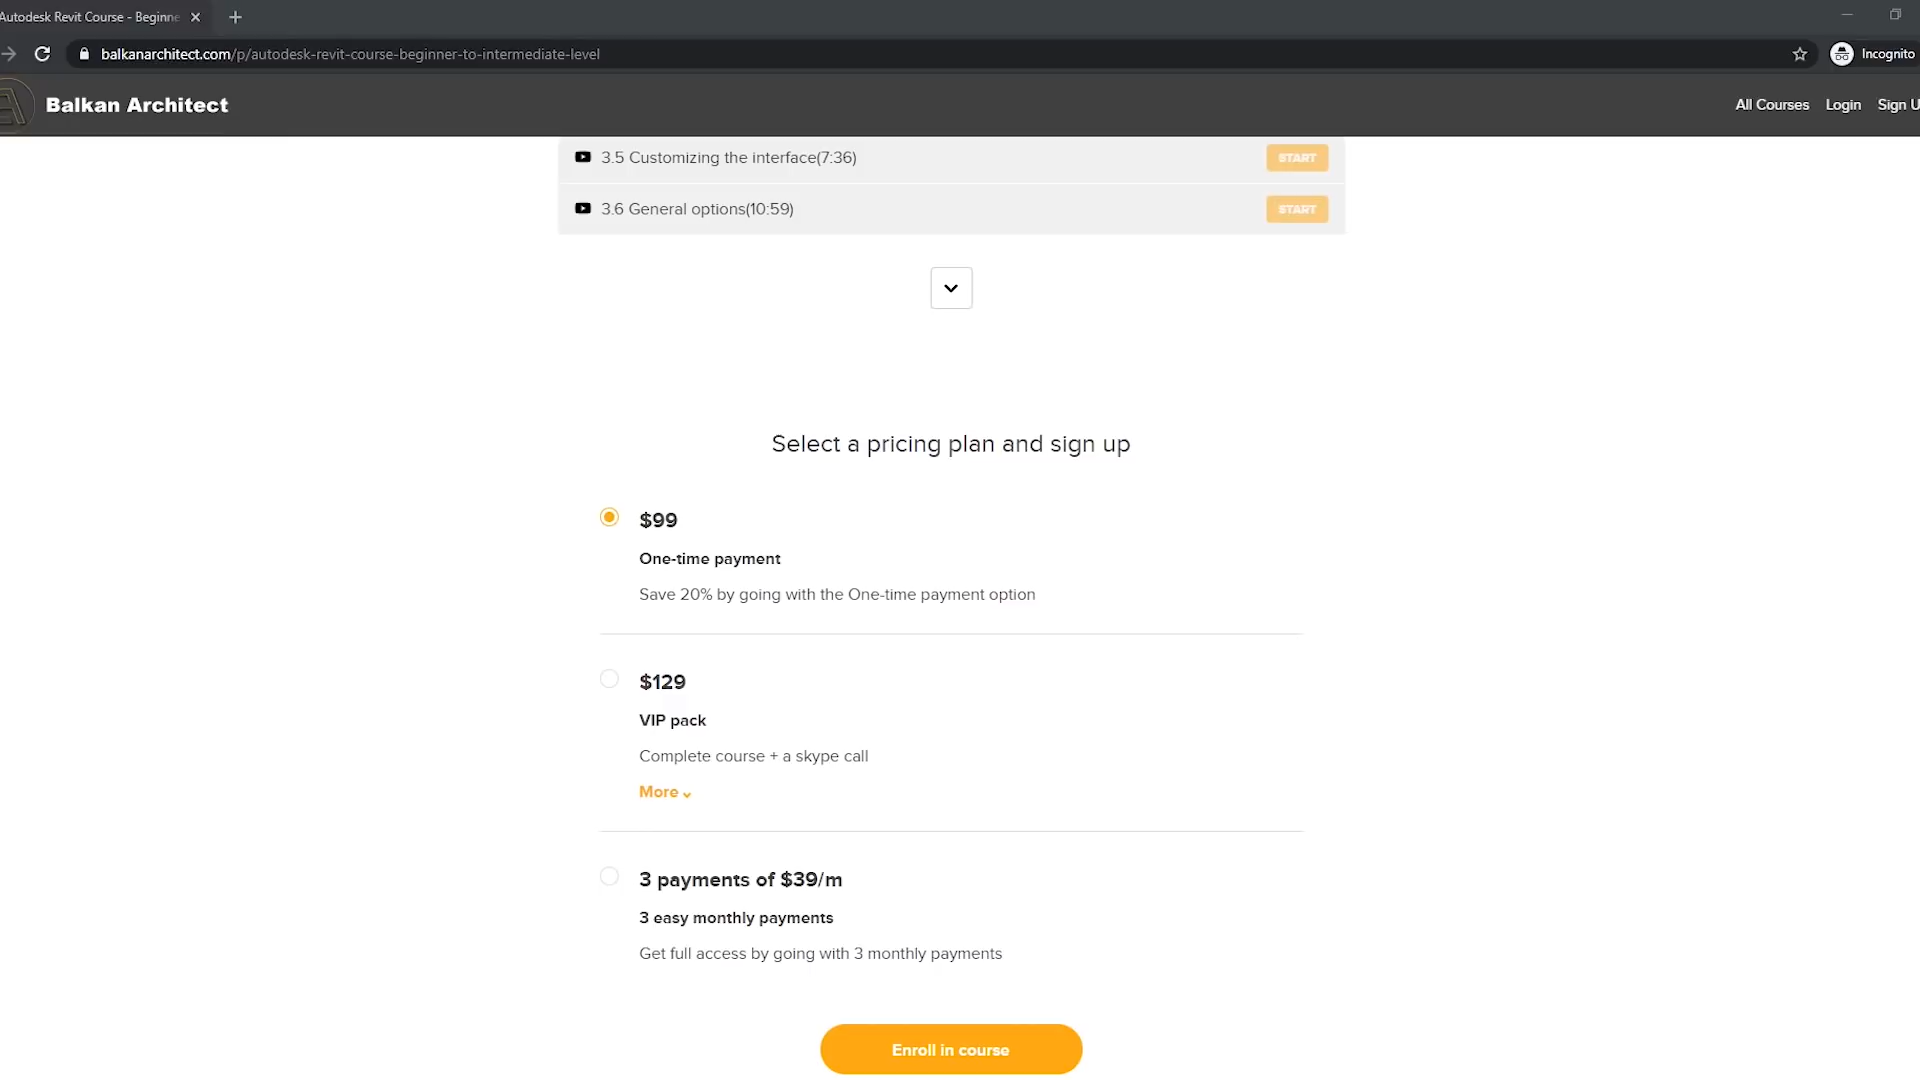 Autodesk Revit Course - Beginne
balkanarchitect.com/p/autodesk-revit-course-beginner-to-intermediate-level
Incognito
Balkan Architect
All Courses
Login
Sign U
3.5 Customizing the interface(7:36)
START
3.6 General options(10:59)
START
Select a pricing plan and sign up
$99
One-time payment
Save 20% by going with the One-time payment option
$129
VIP pack
Complete course + a skype call
More
3 payments of $39/m
3 easy monthly payments
Get full access by going with 3 monthly payments
Enroll in course